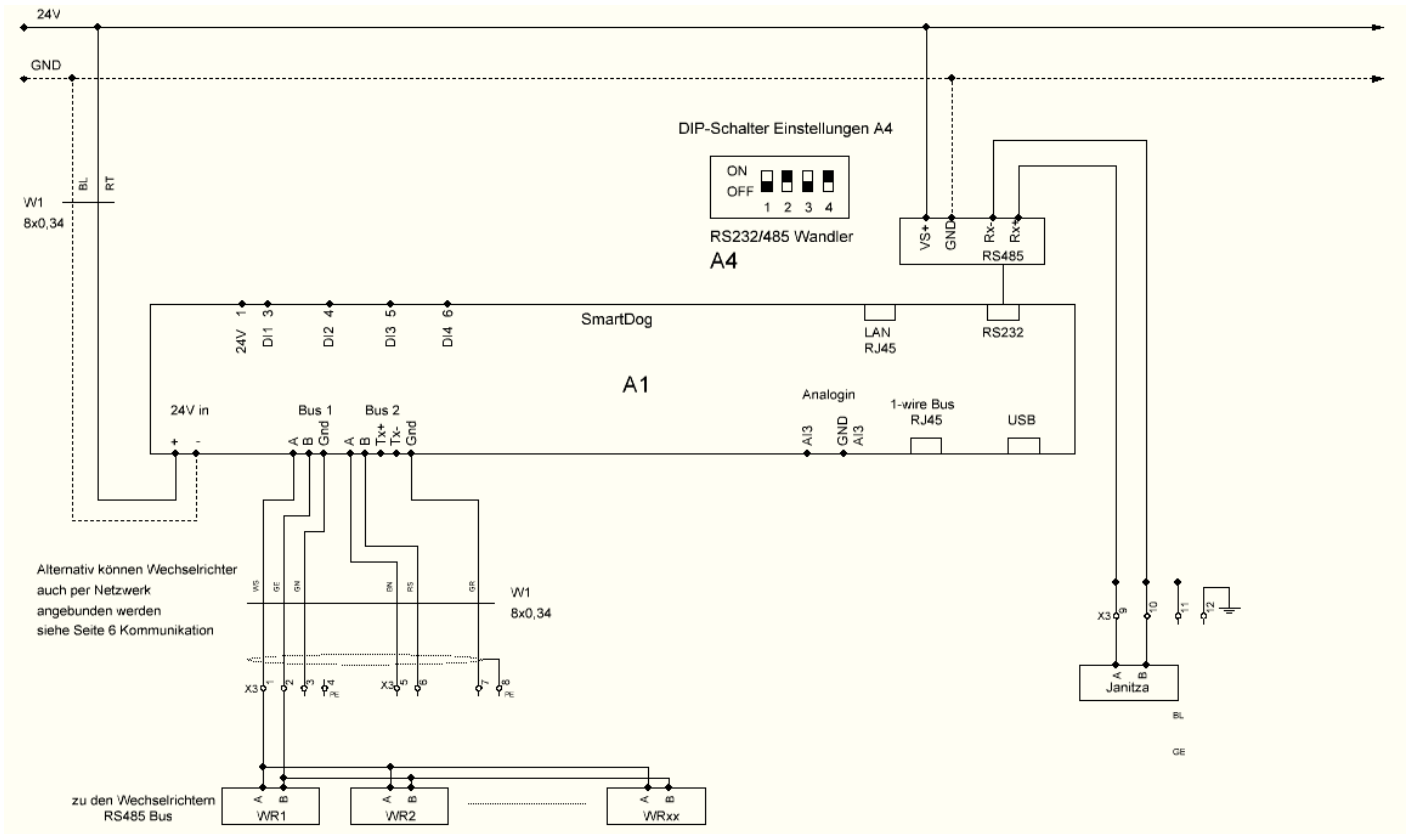 24V
GND
DIP-Schalter Einstellungen A4
ON
OFF
1 2 3 4
RS232/485 Wandler
A4
BL
RT
W1
8x0,34
VS+
GND
Rx-
Rx+
RS485
24V 1
DI1 3
DI2 4
DI3 5
DI4 6
SmartDog
LAN
RJ45
RS232
A1
24V in
+
-
Bus 1
A
B
Gnd
Bus 2
A
B
Tx+
Tx-
Gnd
Analogin
AI3
GND
AI3
1-wire Bus
RJ45
USB
Alternativ können Wechselrichter
auch per Netzwerk
angebunden werden
siehe Seite 6 Kommunikation
WS
GE
GN
BN
RS
GR
W1
8x0,34
X3
1
2
3
4
PE
X3
5
6
7
8
PE
X3
9
10
11
12
A
B
Janitza
BL
GE
zu den Wechselrichtern
RS485 Bus
A
B
WR1
A
B
WR2
A
B
WRxx